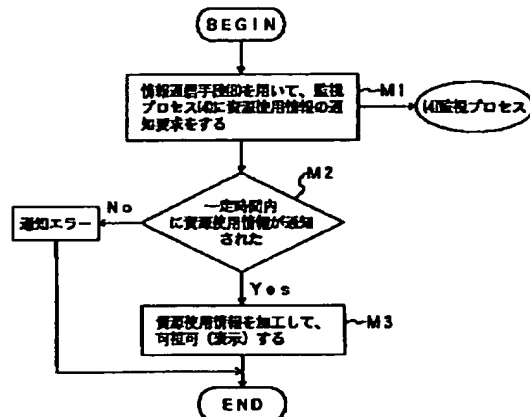 BEGIN
情報通信手段(3)を用いて、監視
プロセス(4)に資源使用情報の通
知要求をする
M1
(4)監視プロセス
M2
一定時間内
に資源使用情報が通知
された
No
通知エラー
Yes
資源使用情報を加工して、
可視可(表示)する
M3
END